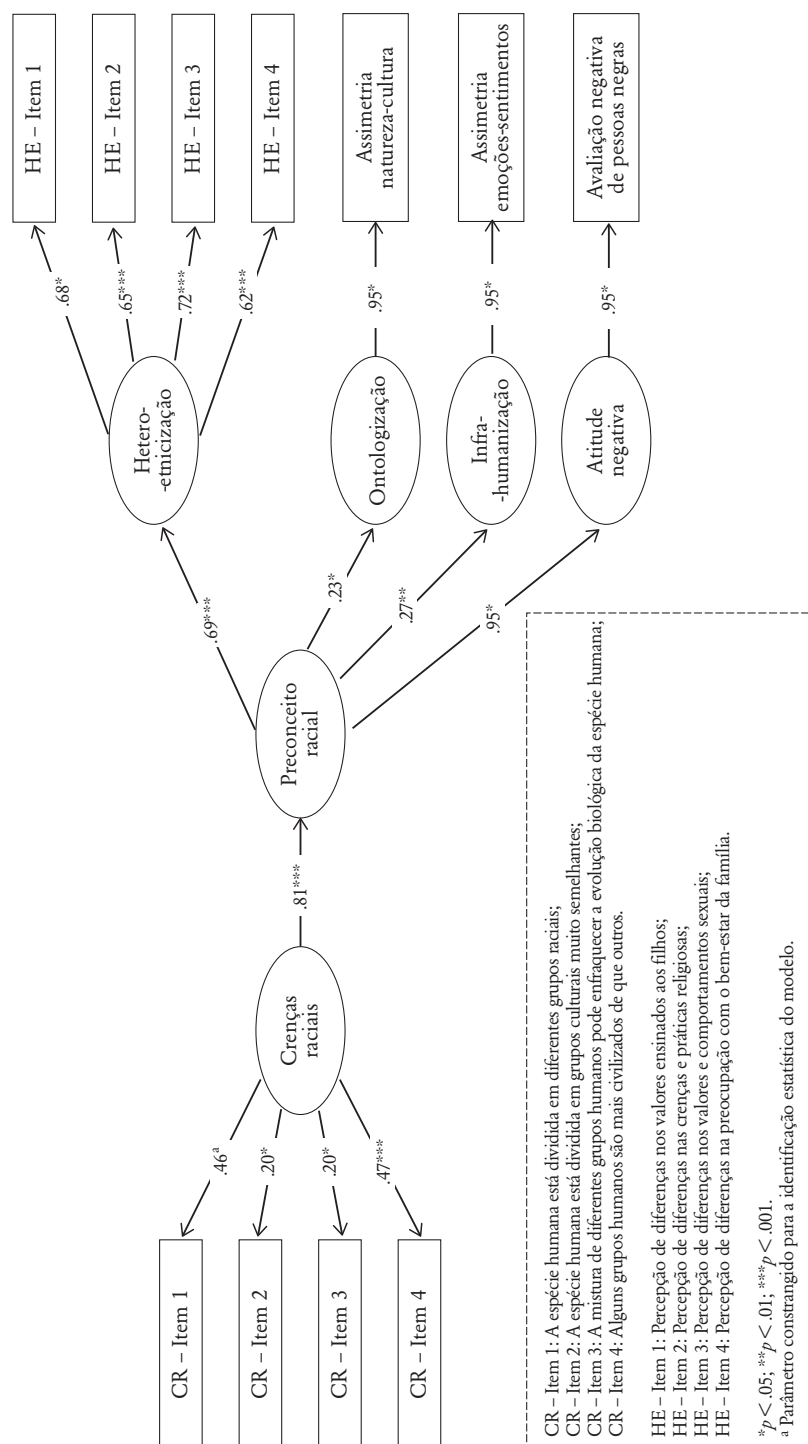 CR – Item 1
CR – Item 2
CR – Item 3
CR – Item 4
.46ª
.20*
.20*
.47***
Crenças
raciais
.81***
Preconceito
racial
.69***
.23*
.27**
.95*
Hetero-
-etnicização
Ontologização
Infra-
-humanização
Atitude
negativa
.68*
.65***
.72***
.62***
.95*
.95*
.95*
HE – Item 1
HE – Item 2
HE – Item 3
HE – Item 4
Assimetria
natureza-cultura
Assimetria
emoções-sentimentos
Avaliação negativa
de pessoas negras
CR – Item 1: A espécie humana está dividida em diferentes grupos raciais;
CR – Item 2: A espécie humana está dividida em grupos culturais muito semelhantes;
CR – Item 3: A mistura de diferentes grupos humanos pode enfraquecer a evolução biológica da espécie humana;
CR – Item 4: Alguns grupos humanos são mais civilizados de que outros.
HE – Item 1: Percepção de diferenças nos valores ensinados aos filhos;
HE – Item 2: Percepção de diferenças nas crenças e práticas religiosas;
HE – Item 3: Percepção de diferenças nos valores e comportamentos sexuais;
HE – Item 4: Percepção de diferenças na preocupação com o bem-estar da família.
*p<.05; **p<.01; ***p<.001.
ª Parâmetro constrangido para a identificação estatística do modelo.